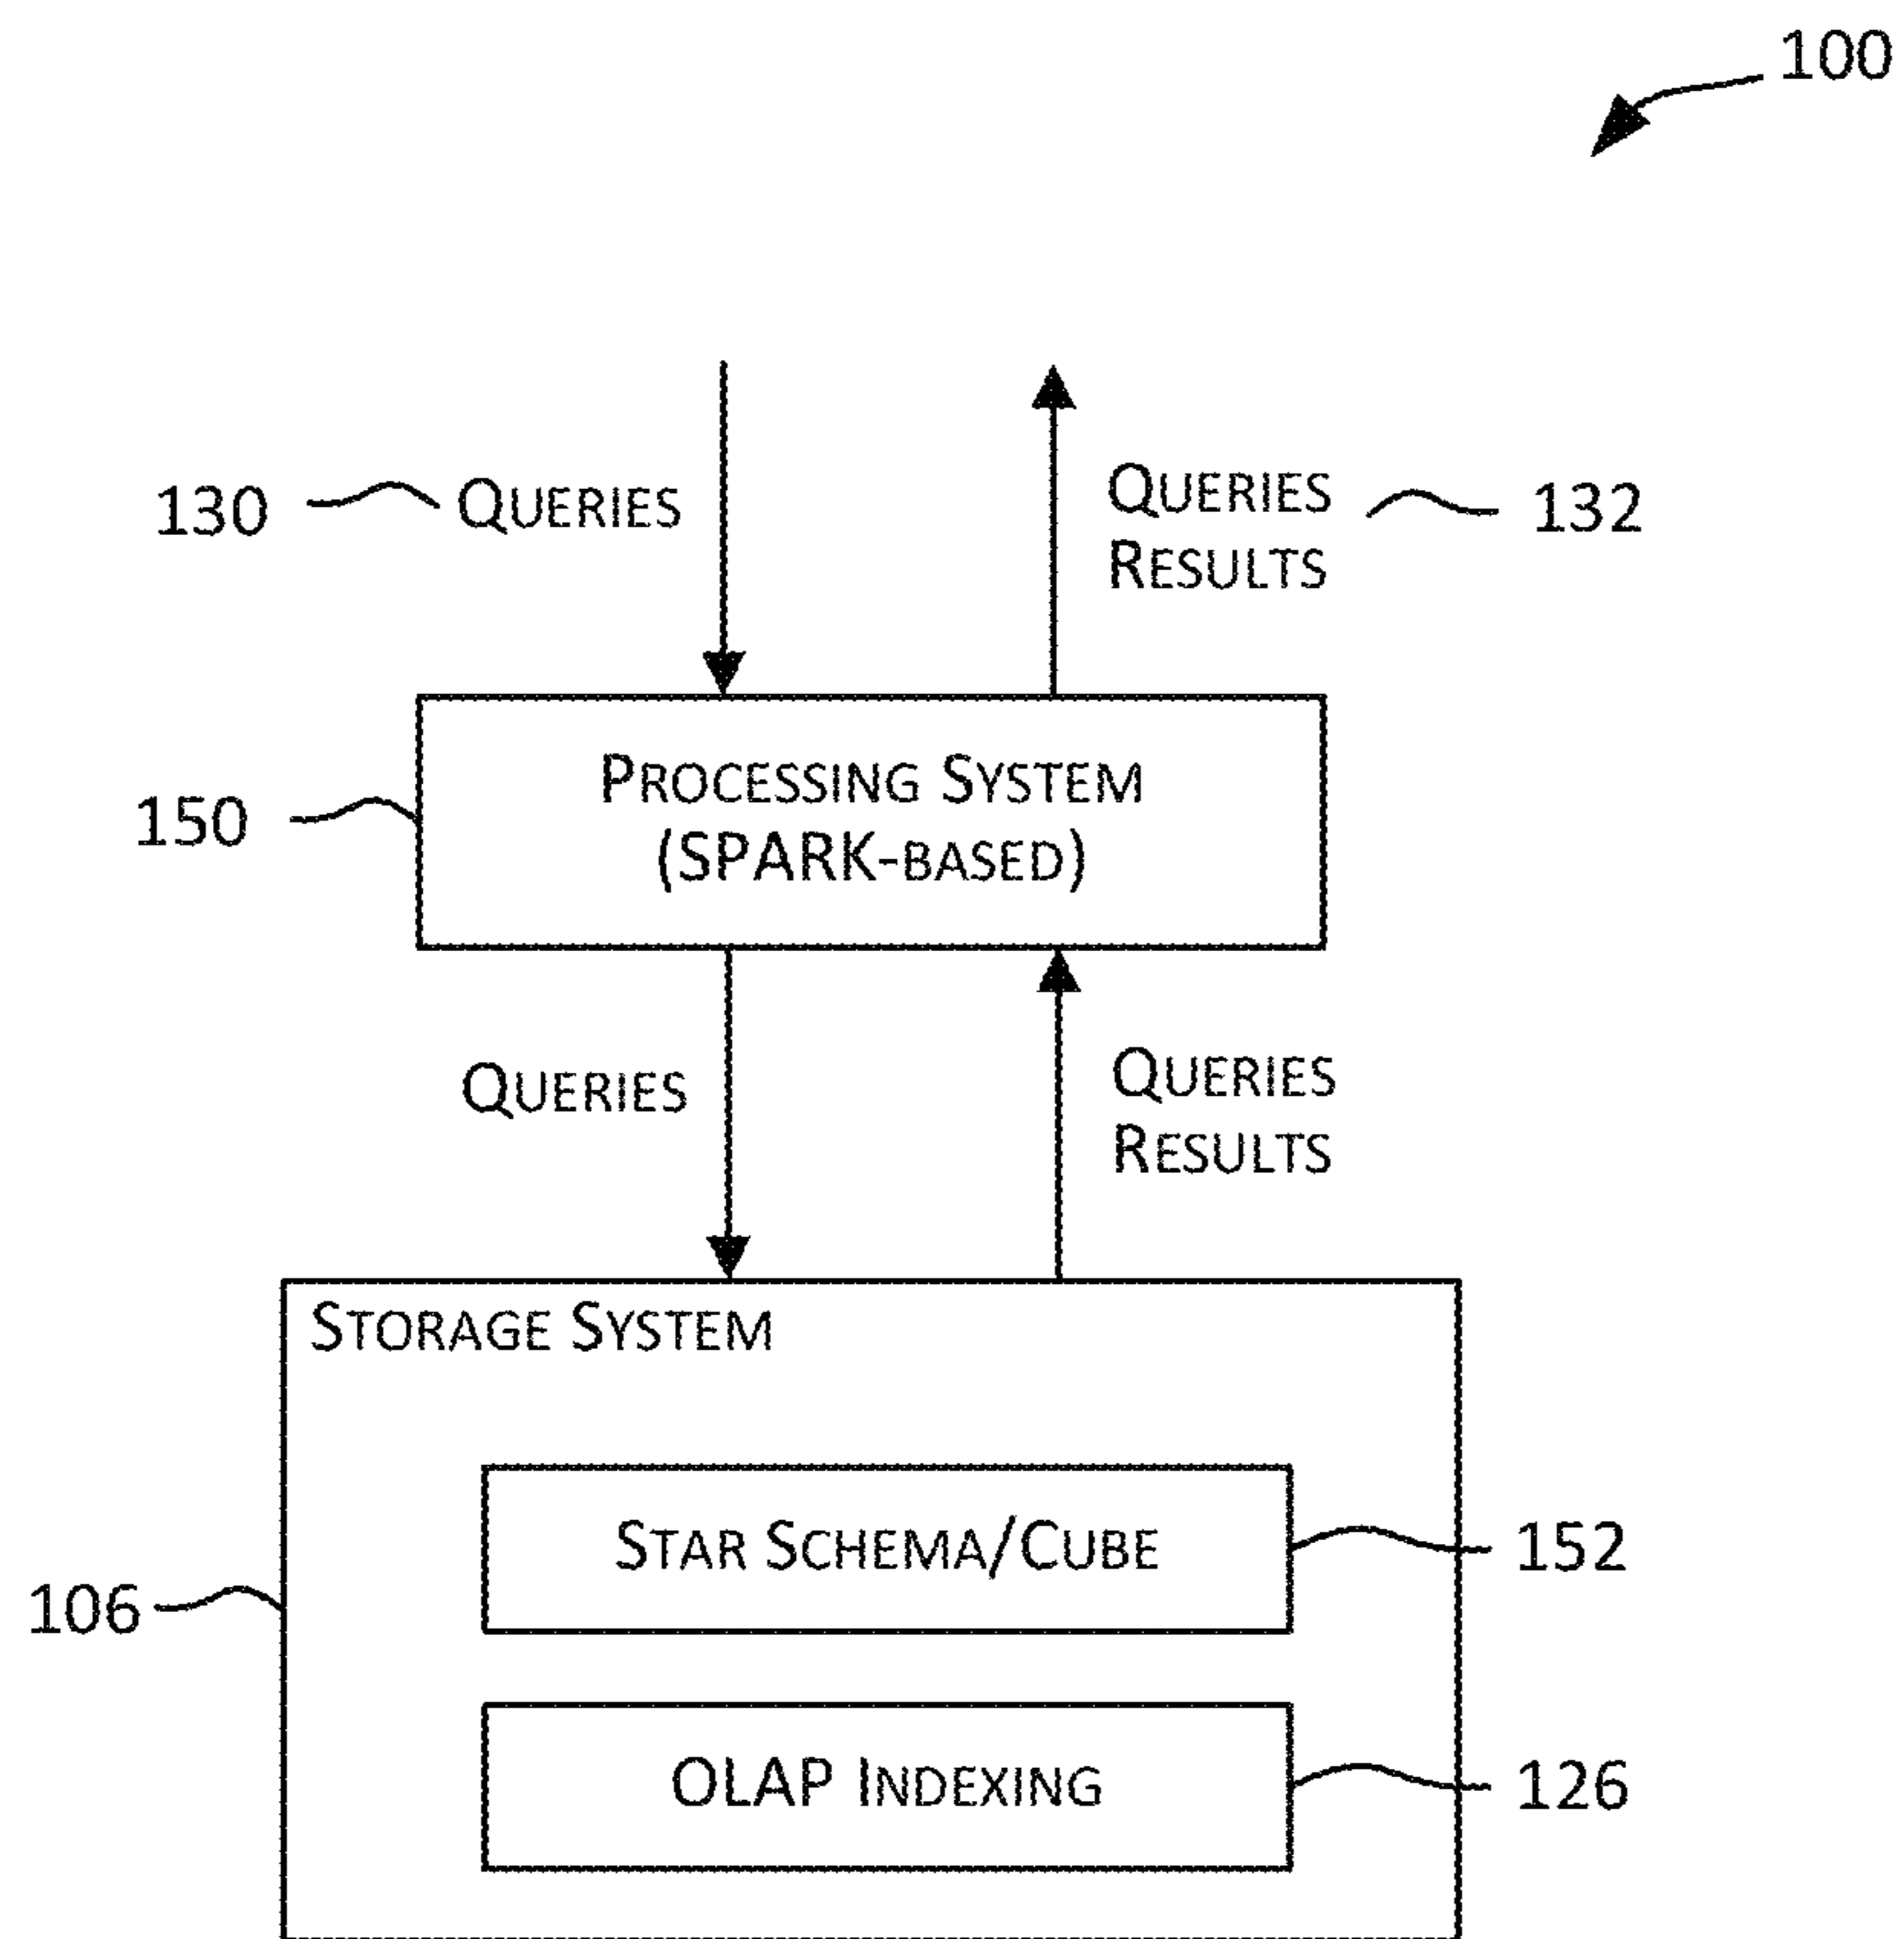 100
130
QUERIES
QUERIES
RESULTS
132
150
PROCESSING SYSTEM
(SPARK-BASED)
QUERIES
QUERIES
RESULTS
STORAGE SYSTEM
STAR SCHEMA/CUBE
152
106
OLAP INDEXING
126